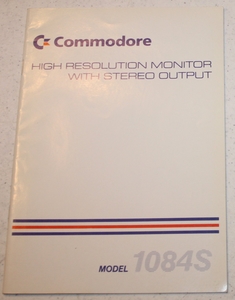 Commodore
HIGH RESOLUTION MONITOR
WITH STEREO OUTPUT
MODEL 1084S